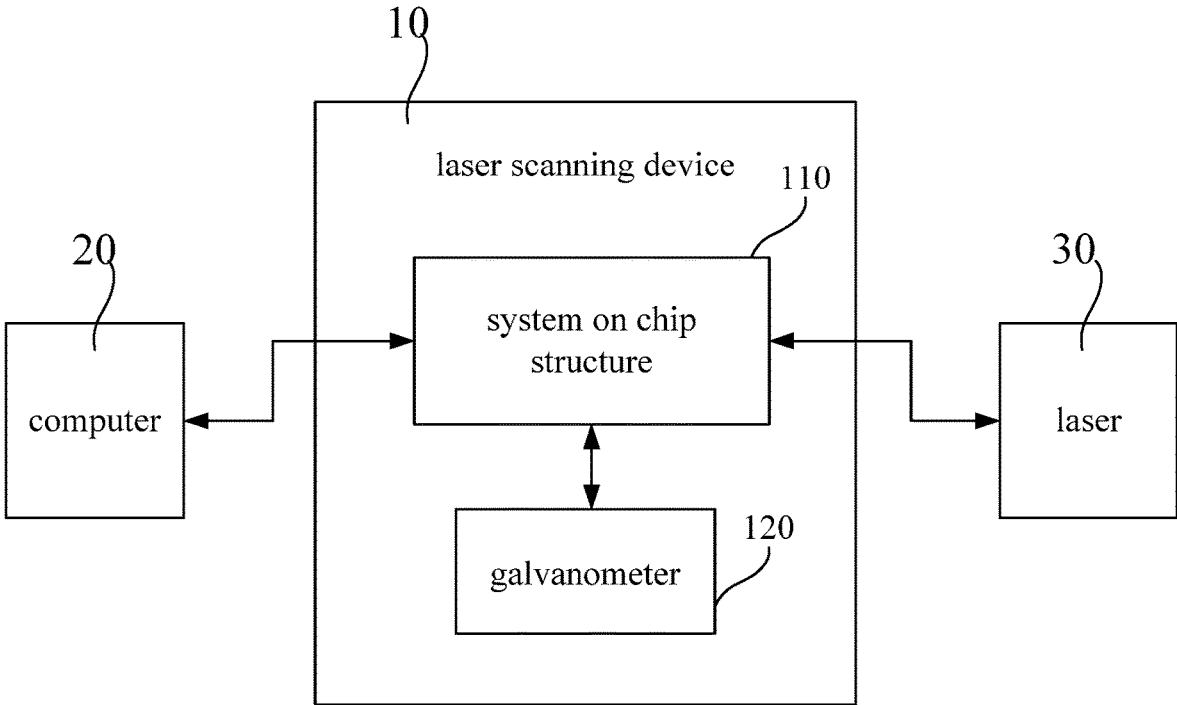 10
laser scanning device
110
20
30
system on chip
structure
computer
laser
120
galvanometer